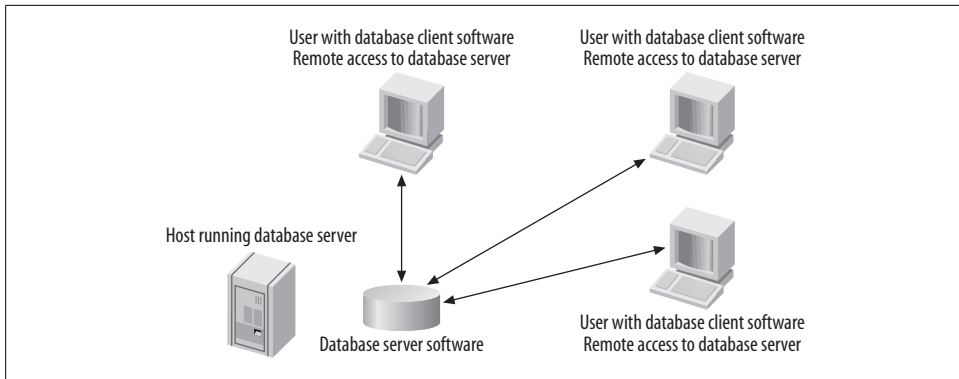 User with database client software
Remote access to database server
User with database client software
Remote access to database server
Host running database server
Database server software
User with database client software
Remote access to database server